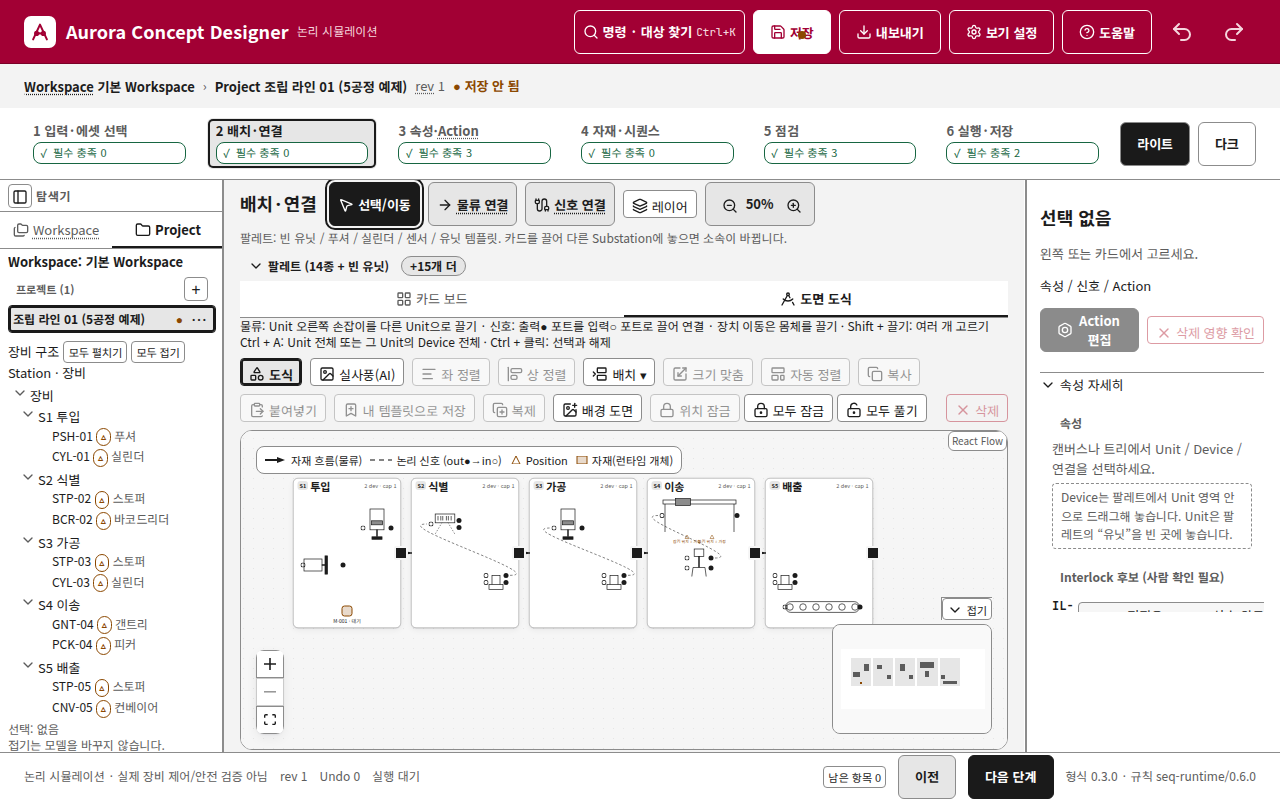 Aurora Concept Designer 논리 시뮬레이션
명령 · 대상 찾기 Ctrl+K
저장
내보내기
보기 설정
도움말
Workspace 기본 Workspace › Project 조립 라인 01 (5공정 예제) rev 1 ● 저장 안 됨
1 입력·에셋 선택
✓ 필수 충족 0
2 배치·연결
✓ 필수 충족 0
3 속성·Action
✓ 필수 충족 3
4 자재·시퀀스
✓ 필수 충족 0
5 점검
✓ 필수 충족 3
6 실행·저장
✓ 필수 충족 2
라이트
다크
탐색기
Workspace
Project
Workspace: 기본 Workspace
프로젝트 (1)
조립 라인 01 (5공정 예제) ● ···
장비 구조 모두 펼치기 모두 접기
Station · 장비
장비
S1 투입
PSH-01 푸셔
CYL-01 실린더
S2 식별
STP-02 스토퍼
BCR-02 바코드리더
S3 가공
STP-03 스토퍼
CYL-03 실린더
S4 이송
GNT-04 갠트리
PCK-04 피커
S5 배출
STP-05 스토퍼
CNV-05 컨베이어
선택: 없음
접기는 모델을 바꾸지 않습니다.
배치·연결
선택/이동
물류 연결
신호 연결
레이어
50%
팔레트: 빈 유닛 / 푸셔 / 실린더 / 센서 / 유닛 템플릿. 카드를 끌어 다른 Substation에 놓으면 소속이 바뀝니다.
팔레트 (14종 + 빈 유닛) +15개 더
카드 보드
도면 도식
물류: Unit 오른쪽 손잡이를 다른 Unit으로 끌기 · 신호: 출력● 포트를 입력○ 포트로 끌어 연결 · 장치 이동은 몸체를 끌기 · Shift + 끌기: 여러 개 고르기
Ctrl + A: Unit 전체 또는 그 Unit의 Device 전체 · Ctrl + 클릭: 선택과 해제
도식
실사풍(AI)
좌 정렬
상 정렬
배치 ▾
크기 맞춤
자동 정렬
복사
붙여넣기
내 템플릿으로 저장
복제
배경 도면
위치 잠금
모두 잠금
모두 풀기
삭제
React Flow
자재 흐름(물류) 논리 신호 (out●→in○) Position 자재(런타임 개체)
S1 투입 2 dev · cap 1
S2 식별 2 dev · cap 1
S3 가공 2 dev · cap 1
S4 이송 2 dev · cap 1
S5 배출 2 dev · cap 1
M-001 · 대기
접기
선택 없음
왼쪽 또는 카드에서 고르세요.
속성 / 신호 / Action
Action
편집
삭제 영향 확인
속성 자세히
속성
캔버스나 트리에서 Unit / Device /
연결을 선택하세요.
Device는 팔레트에서 Unit 영역 안
으로 드래그해 놓습니다. Unit은 팔
레트의 “유닛”을 빈 곳에 놓습니다.
Interlock 후보 (사람 확인 필요)
IL-
논리 시뮬레이션 · 실제 장비 제어/안전 검증 아님 rev 1 Undo 0 실행 대기
남은 항목 0
이전
다음 단계
형식 0.3.0 · 규칙 seq-runtime/0.6.0